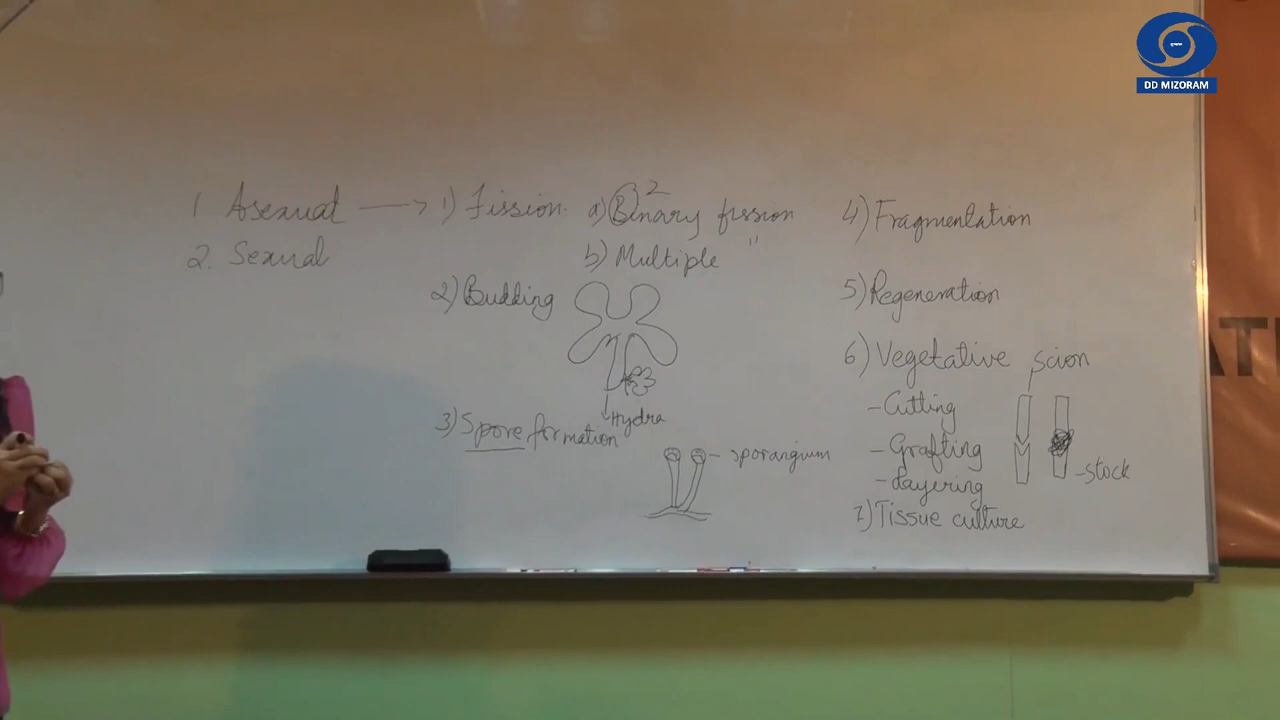 DD MIZORAM
1 Asexual → 1) Fission. a) Binary fission
2
b) Multiple "
2. Sexual
2) Budding
Hydra
3) Spore formation
sporangium
4) Fragmentation
5) Regeneration
6) Vegetative
scion
- Cutting
- Grafting
- stock
- Layering
7) Tissue culture